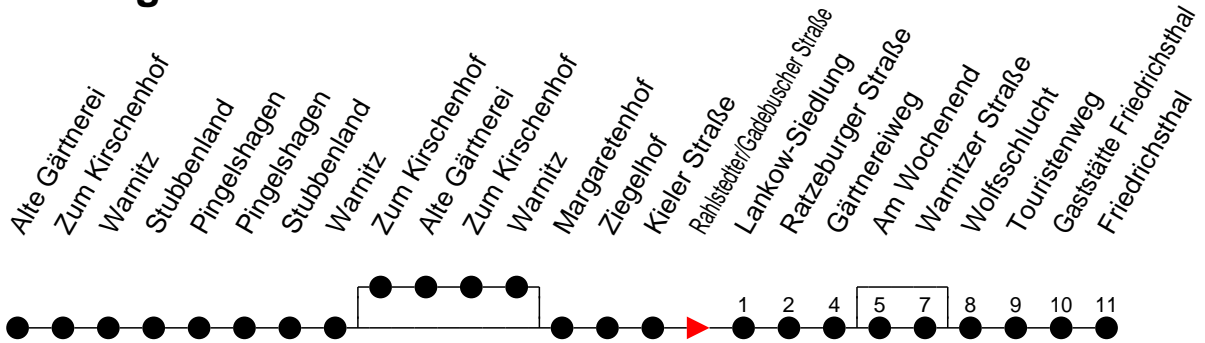 Alte Gärtnerei
Zum Kirschenhof
Warnitz
Stubbenland
Pingelshagen
Pingelshagen
Stubbenland
Warnitz
Zum Kirschenhof
Alte Gärtnerei
Zum Kirschenhof
Warnitz
Margaretenhof
Ziegelhof
Kieler Straße
Rahlstedter/Gadebuscher Straße
Lankow-Siedlung
Ratzeburger Straße
Gärtnereiweg
Am Wochenend
Warnitzer Straße
Wolfsschlucht
Touristenweg
Gaststätte Friedrichsthal
Friedrichsthal
1 2 4 5 7 8 9 10 11